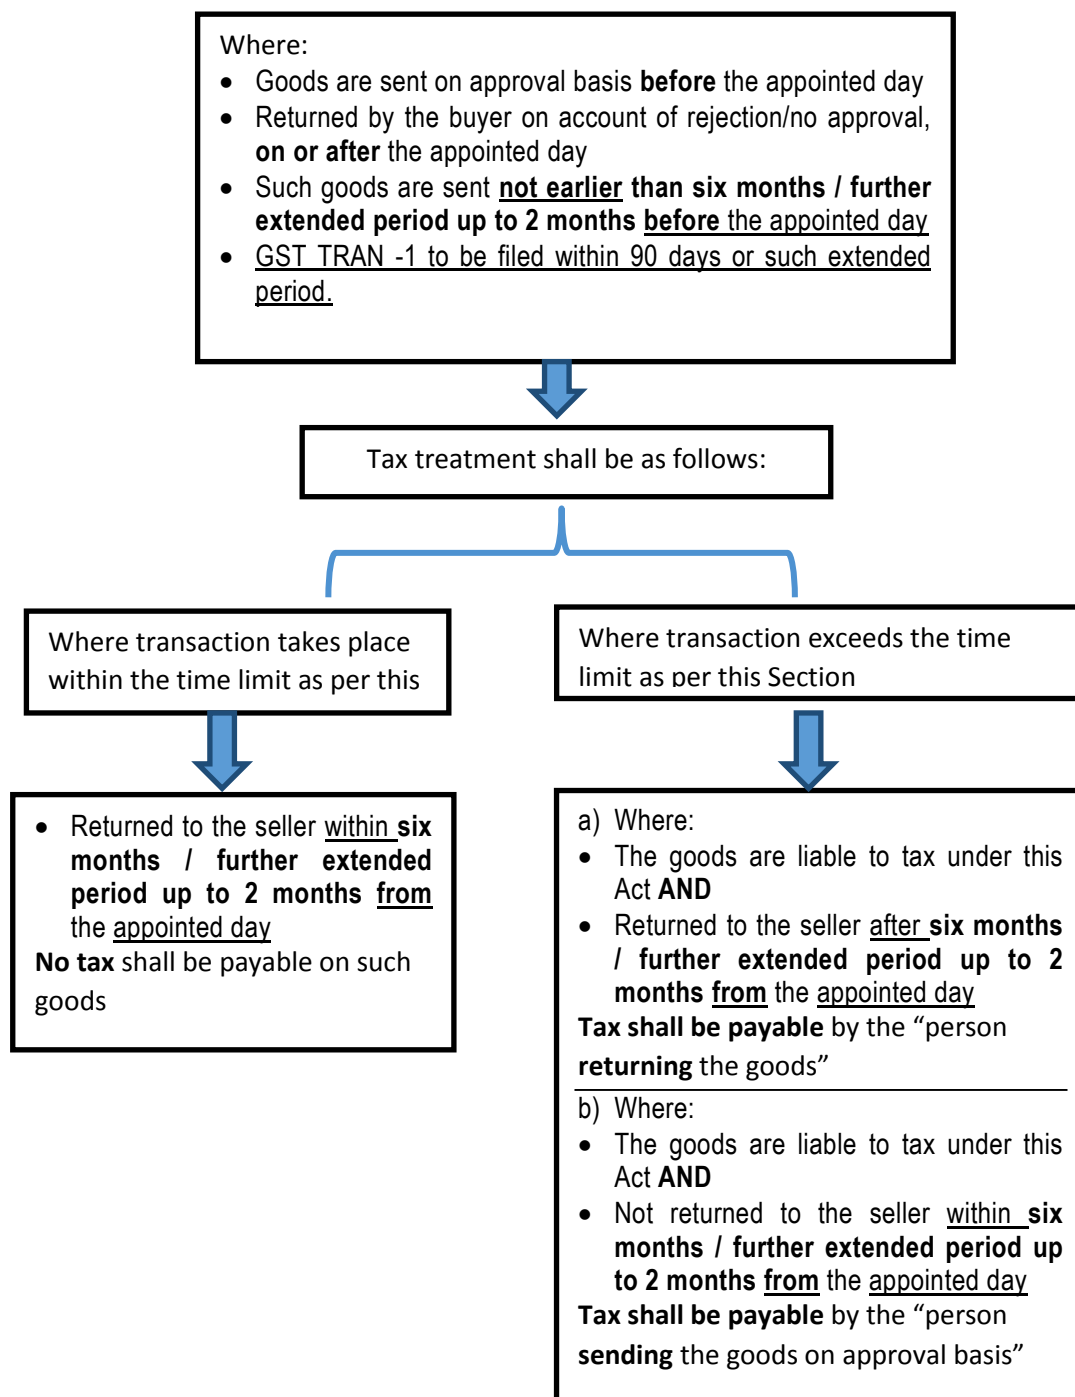 Where:
• Goods are sent on approval basis before the appointed day
• Returned by the buyer on account of rejection/no approval,
on or after the appointed day
• Such goods are sent not earlier than six months / further
extended period up to 2 months before the appointed day
• GST TRAN -1 to be filed within 90 days or such extended
period.
Tax treatment shall be as follows:
Where transaction takes place
within the time limit as per this
Where transaction exceeds the time
limit as per this Section
• Returned to the seller within six
months / further extended
period up to 2 months from
the appointed day
No tax shall be payable on such
goods
a) Where:
• The goods are liable to tax under this
Act AND
• Returned to the seller after six months
/ further extended period up to 2
months from the appointed day
Tax shall be payable by the “person
returning the goods”
b) Where:
• The goods are liable to tax under this
Act AND
• Not returned to the seller within six
months / further extended period up
to 2 months from the appointed day
Tax shall be payable by the “person
sending the goods on approval basis”